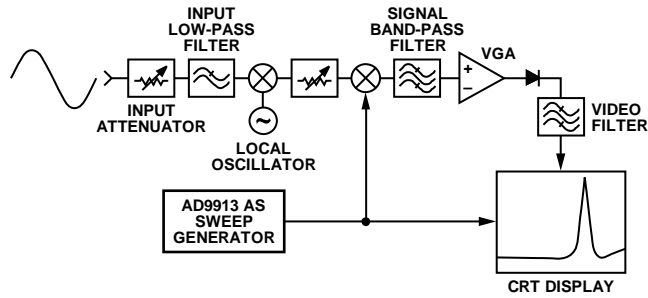 INPUT
LOW-PASS
FILTER
SIGNAL
BAND-PASS
FILTER
VGA
+
−
INPUT
ATTENUATOR
~
LOCAL
OSCILLATOR
VIDEO
FILTER
AD9913 AS
SWEEP
GENERATOR
CRT DISPLAY